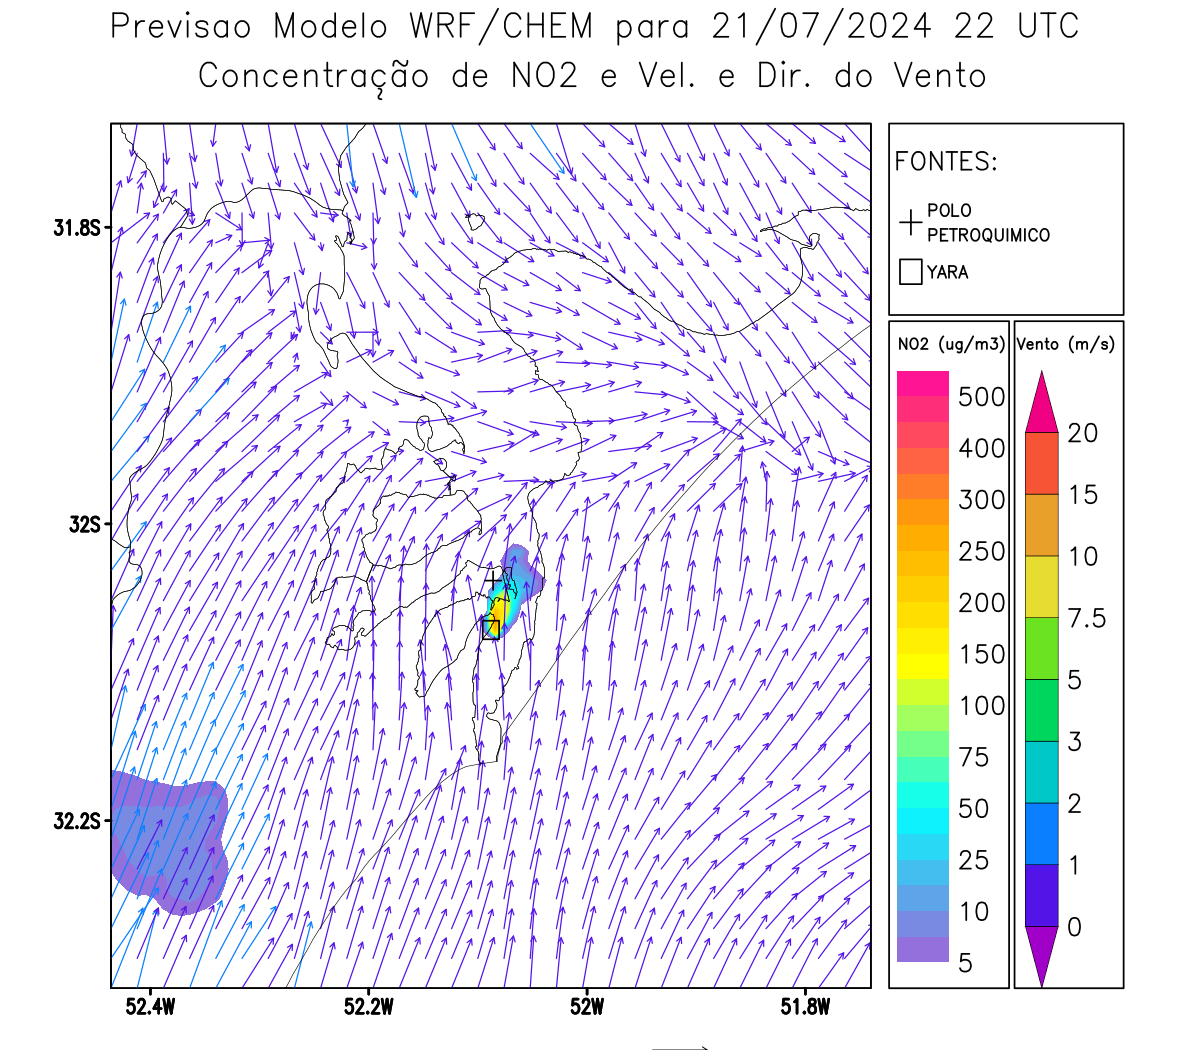 Previsao Modelo WRF/CHEM para 21/07/2024 22 UTC
Concentração de NO2 e Vel. e Dir. do Vento
FONTES:
POLO
PETROQUIMICO
YARA
NO2 (ug/m3)
500
400
300
250
200
150
100
75
50
25
10
5
Vento (m/s)
20
15
10
7.5
5
3
2
1
0
31.8S
32S
32.2S
52.4W
52.2W
52W
51.8W